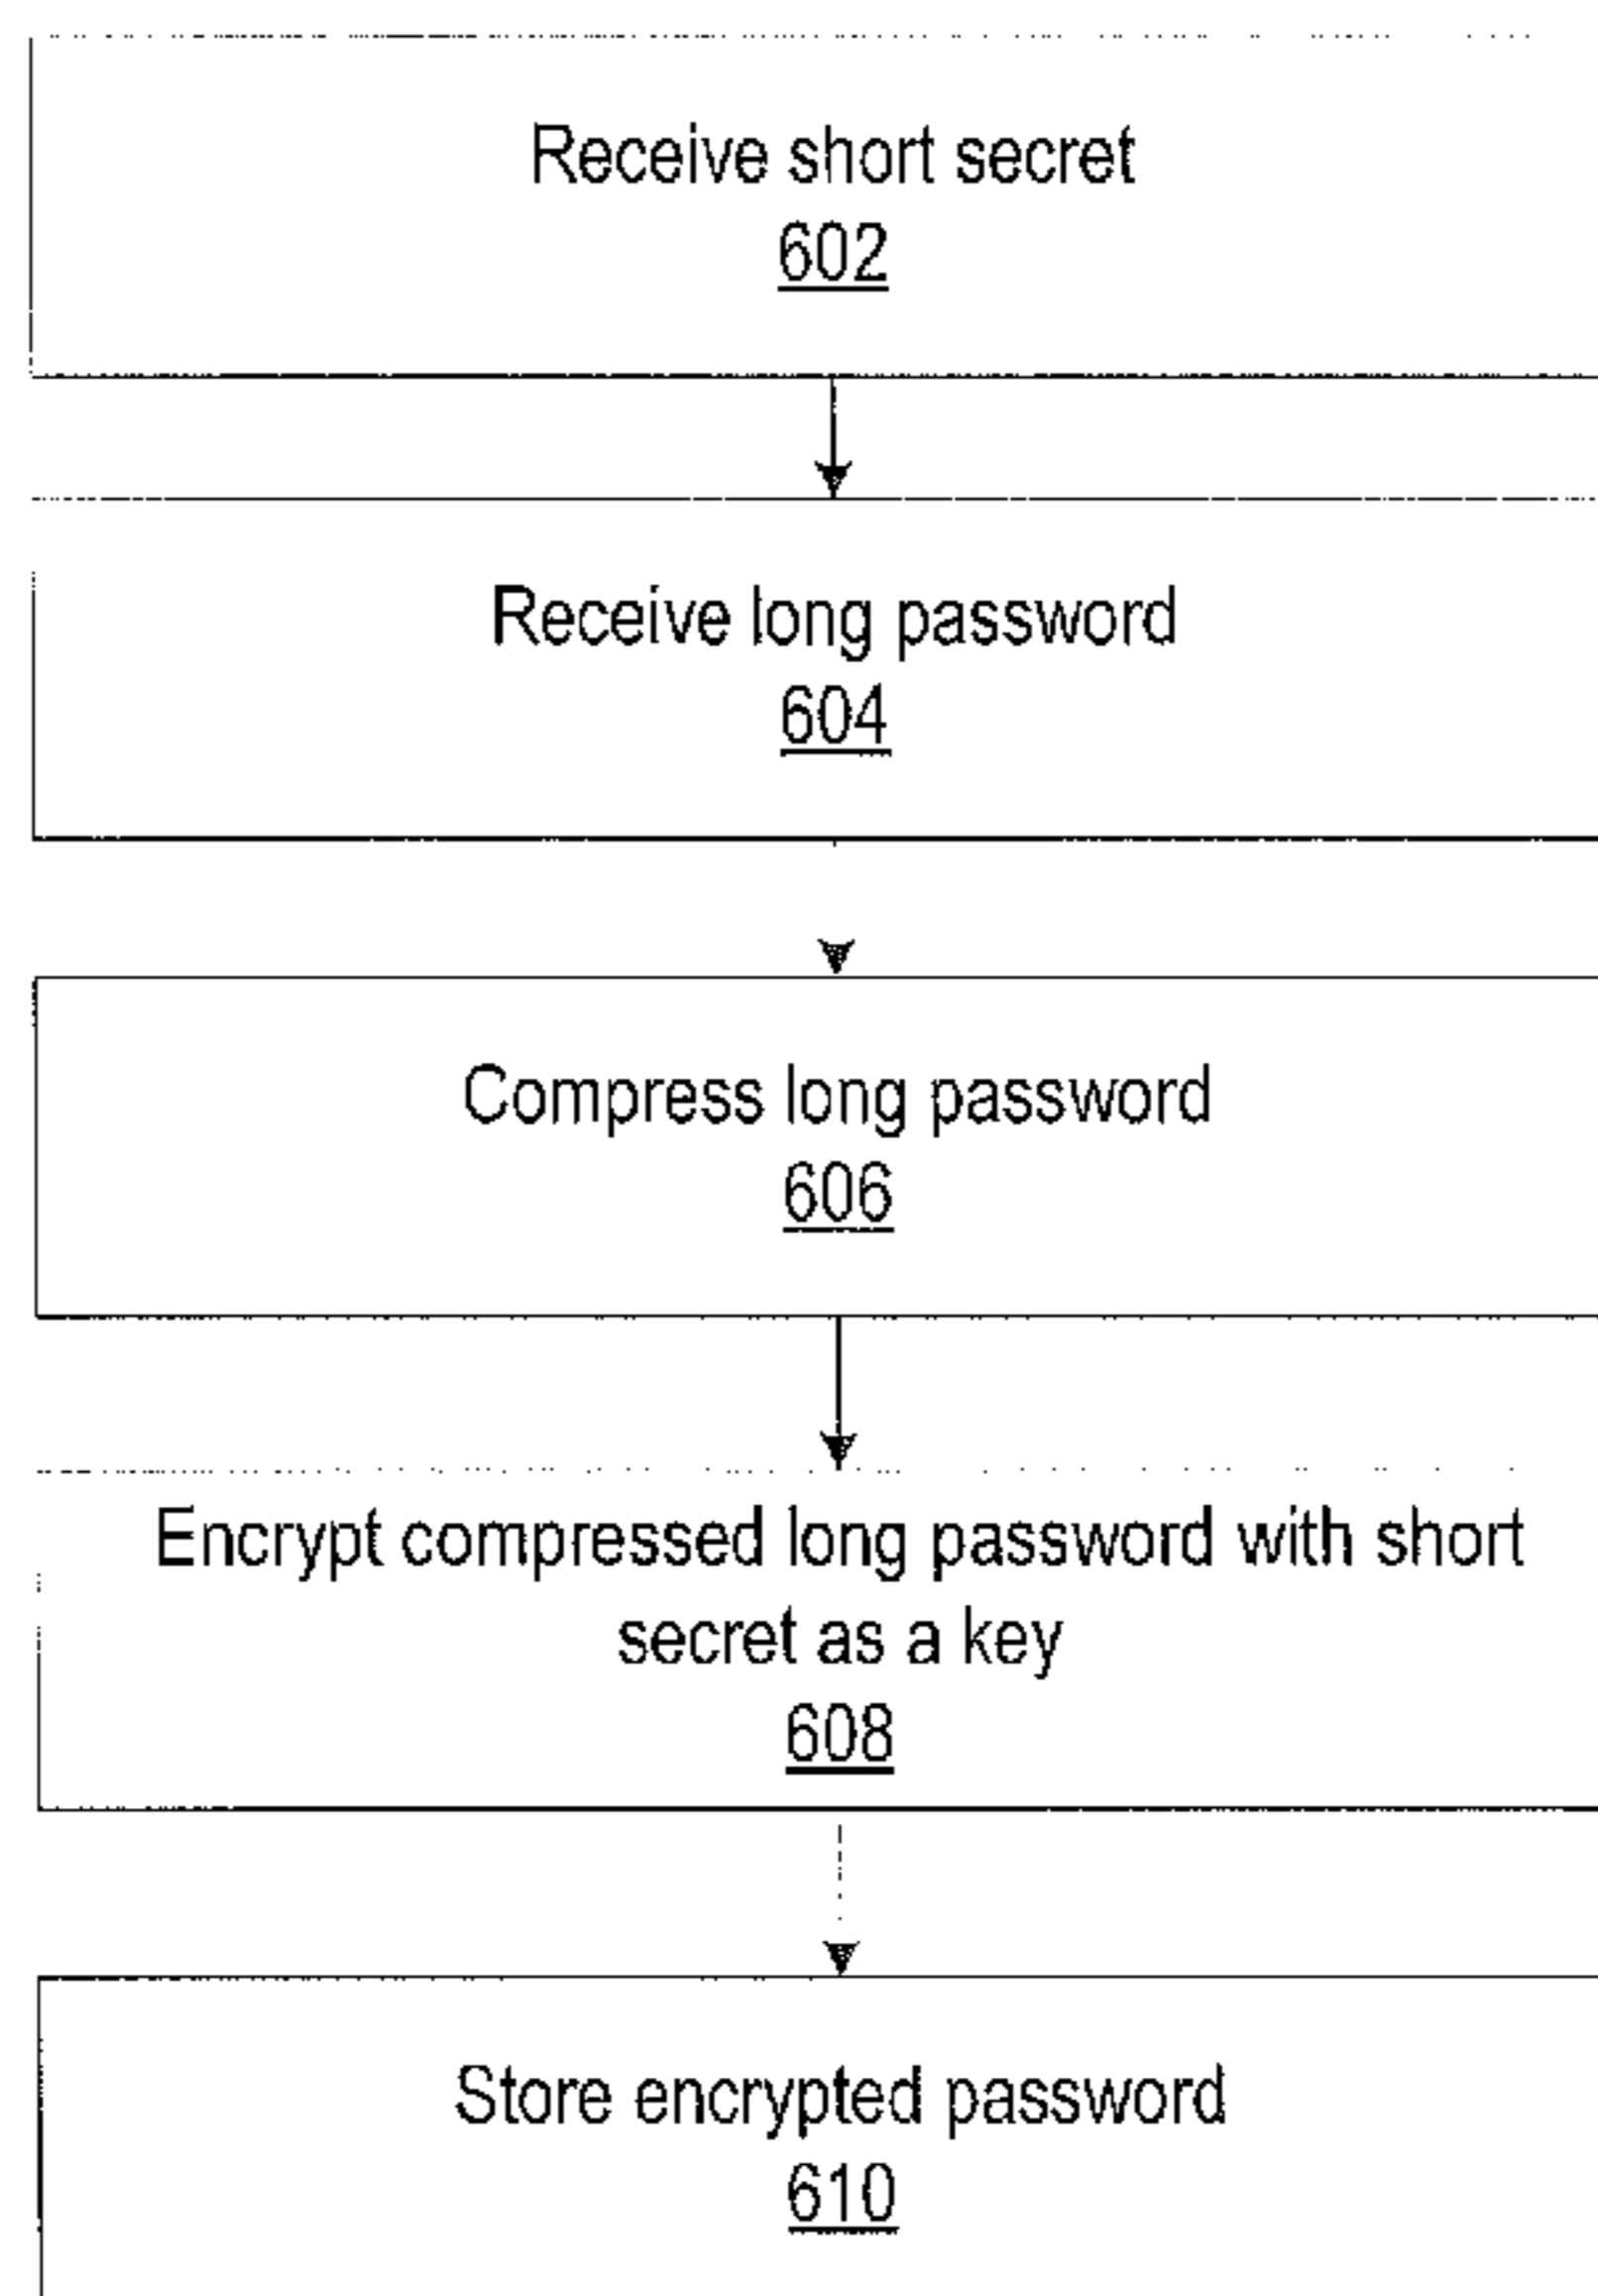 Receive short secret
602
Receive long password
604
Compress long password
606
Encrypt compressed long password with short
secret as a key
608
Store encrypted password
610